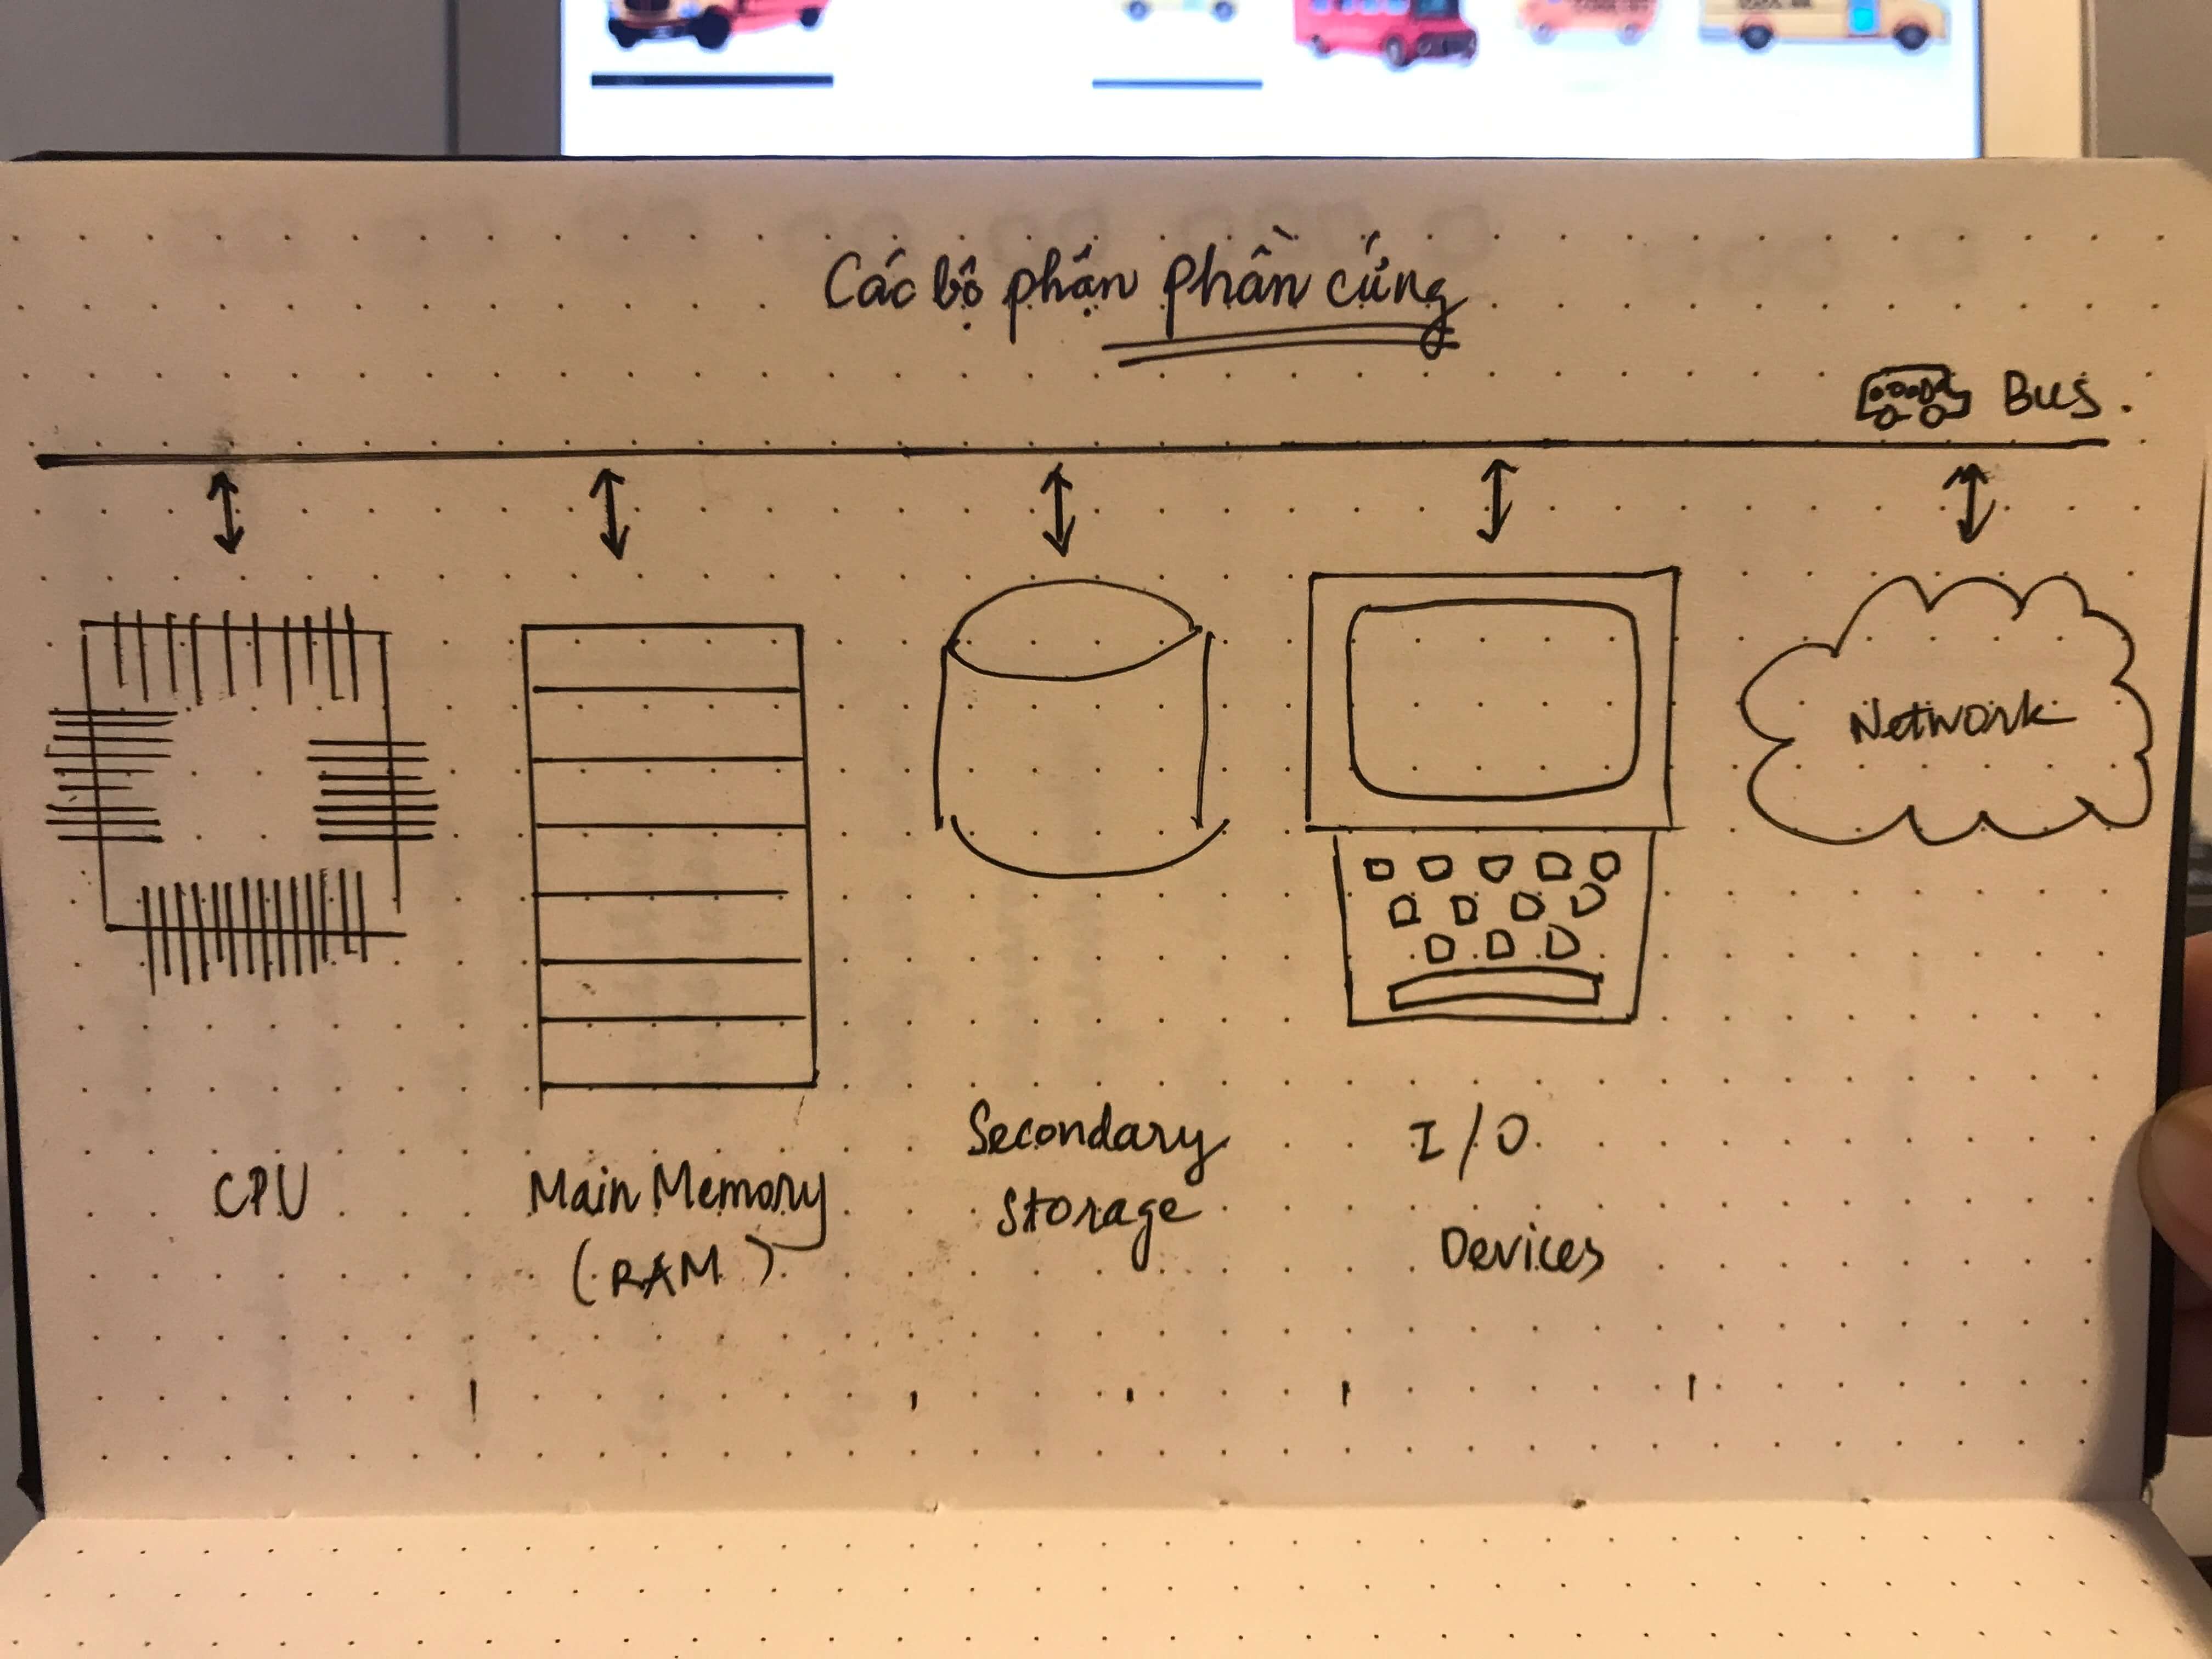 Các bộ phận phần cứng
Bus.
Network
CPU
Main Memory
(RAM)
Secondary
Storage
I/O
Devices